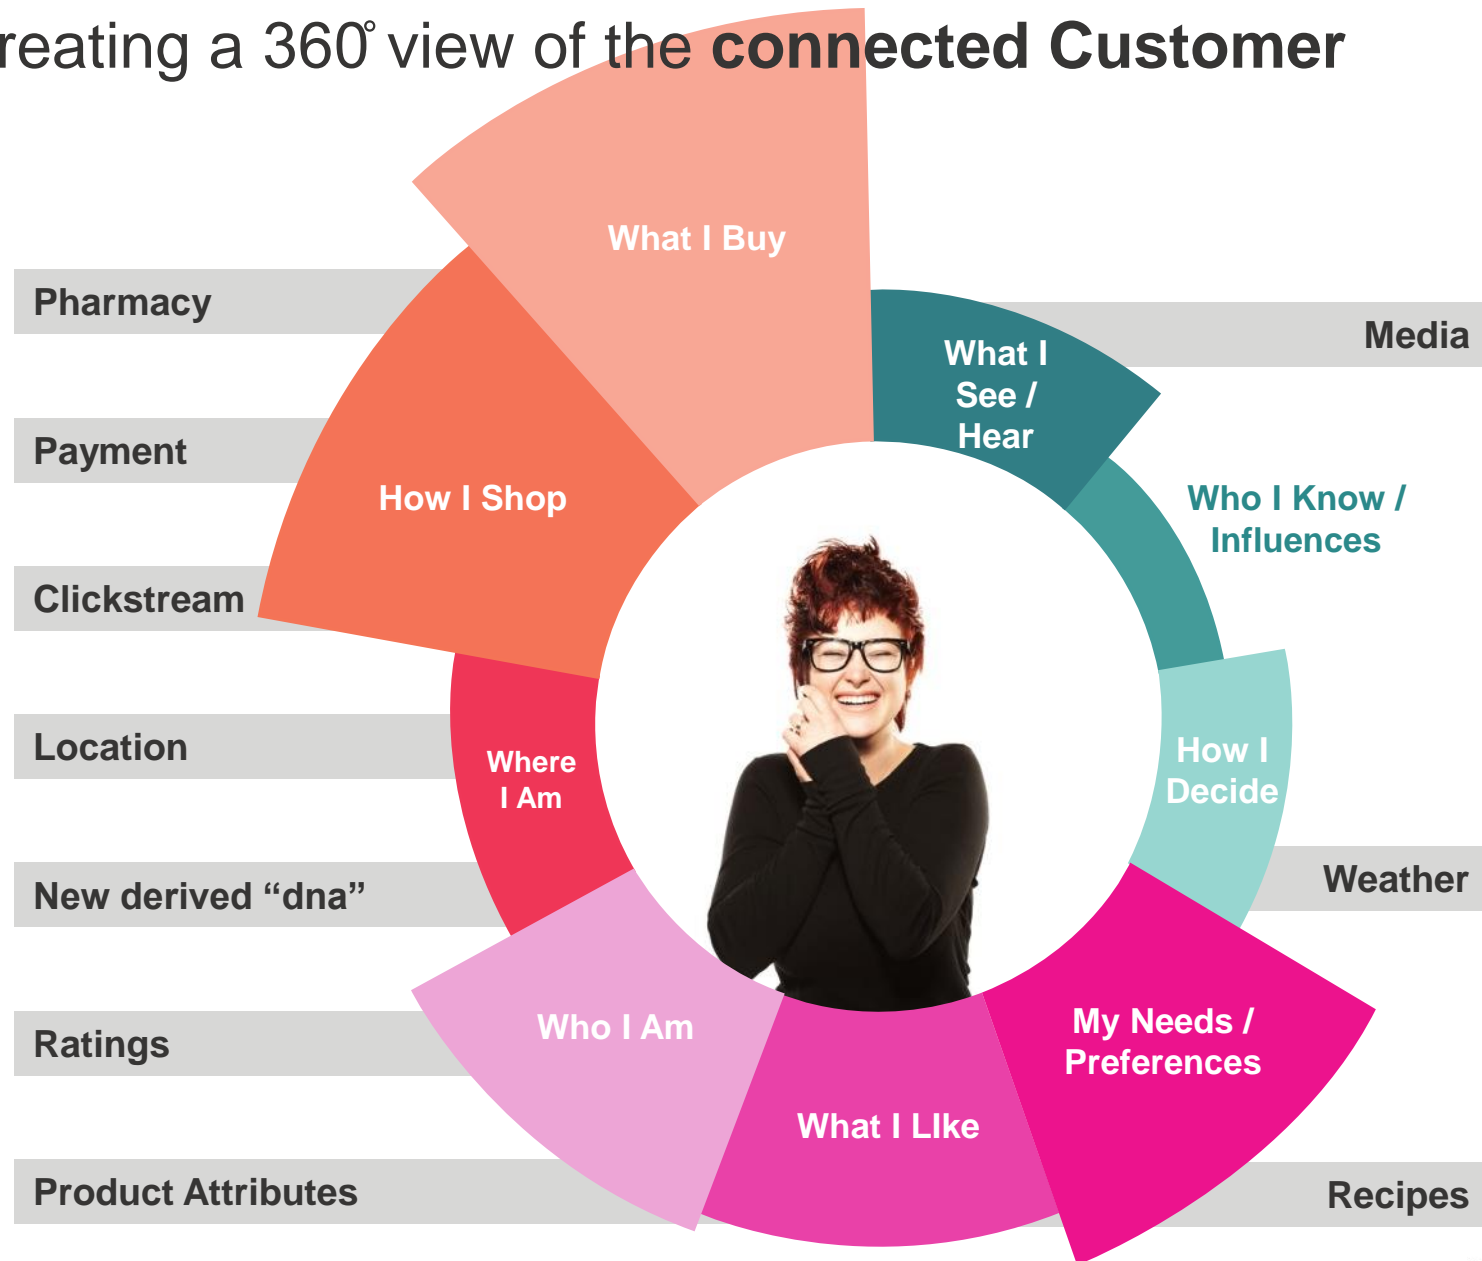 reating a 360° view of the connected Customer
What I Buy
Pharmacy
Media
What I
See /
Hear
Payment
How I Shop
Who I Know /
Influences
Clickstream
Location
Where
I Am
How I
Decide
New derived “dna”
Weather
Ratings
Who I Am
My Needs /
Preferences
What I LIke
Product Attributes
Recipes